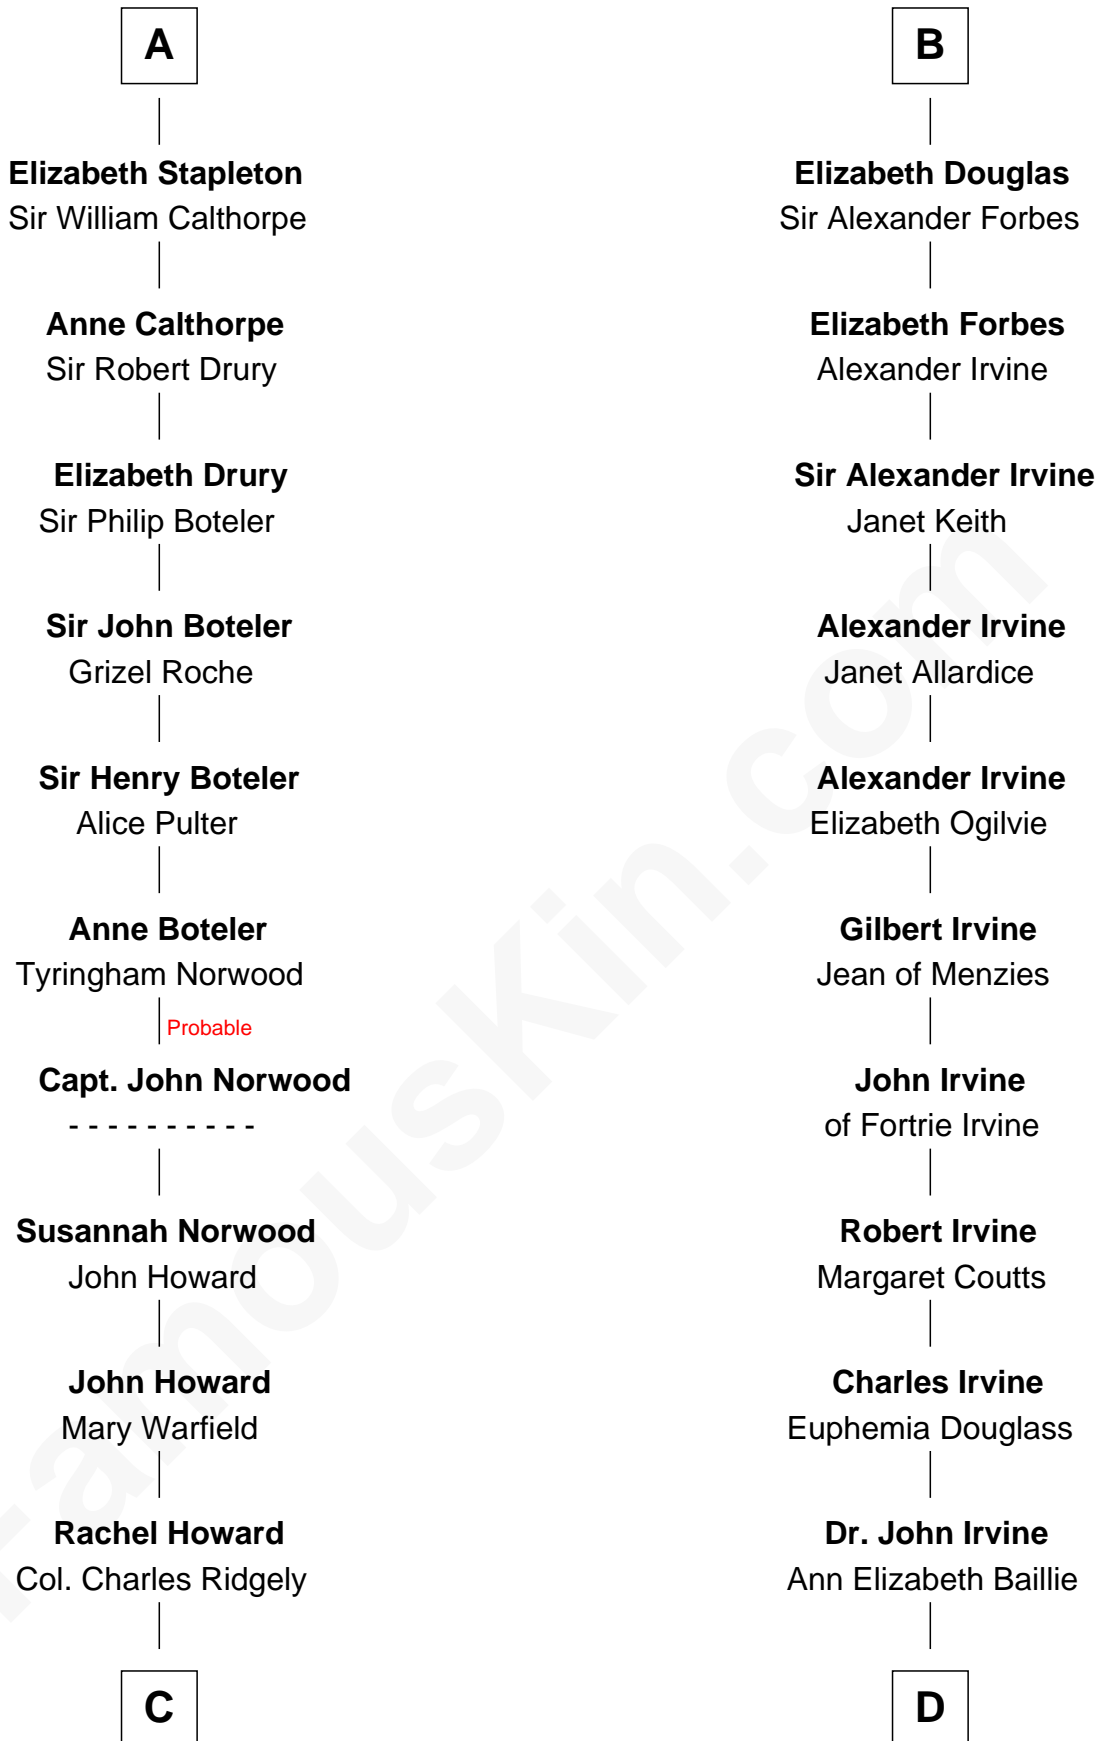 A
Elizabeth Stapleton
Sir William Calthorpe
Anne Calthorpe
Sir Robert Drury
Elizabeth Drury
Sir Philip Boteler
Sir John Boteler
Grizel Roche
Sir Henry Boteler
Alice Pulter
Anne Boteler
Tyringham Norwood
Probable
Capt. John Norwood
- - - - - - - - - -
Susannah Norwood
John Howard
John Howard
Mary Warfield
Rachel Howard
Col. Charles Ridgely
C
B
Elizabeth Douglas
Sir Alexander Forbes
Elizabeth Forbes
Alexander Irvine
Sir Alexander Irvine
Janet Keith
Alexander Irvine
Janet Allardice
Alexander Irvine
Elizabeth Ogilvie
Gilbert Irvine
Jean of Menzies
John Irvine
of Fortrie Irvine
Robert Irvine
Margaret Coutts
Charles Irvine
Euphemia Douglass
Dr. John Irvine
Ann Elizabeth Baillie
D
FamousKin.com